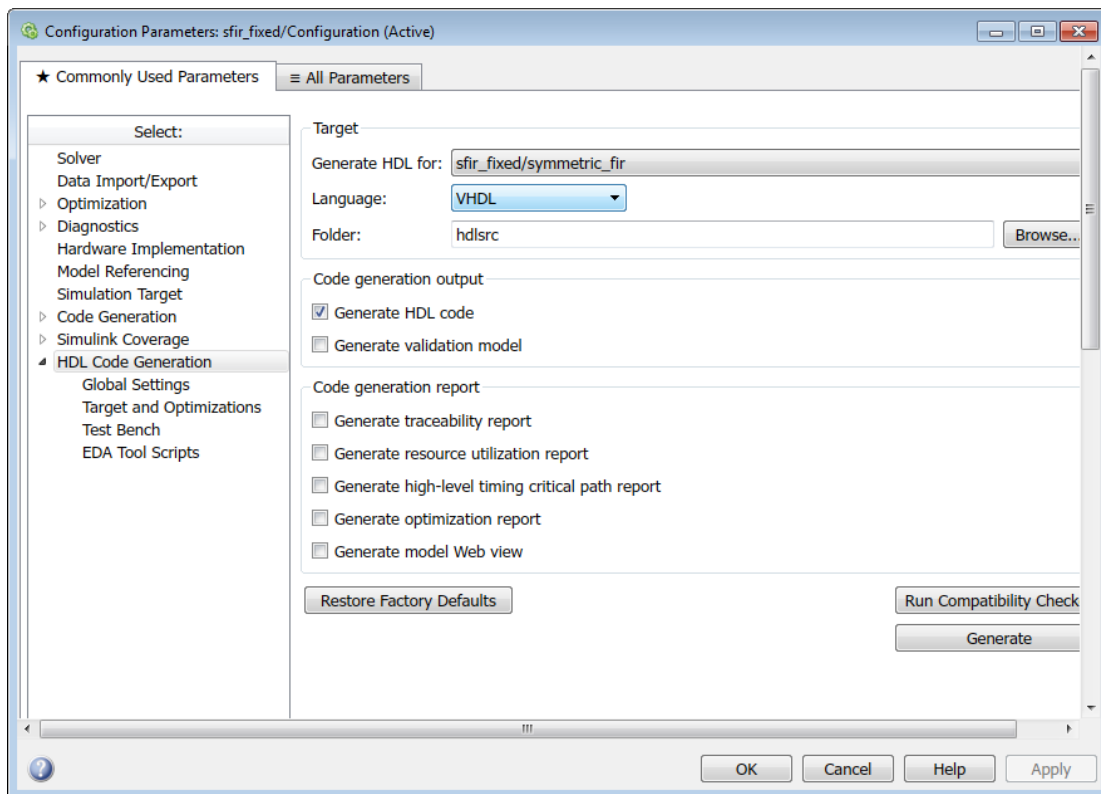 Configuration Parameters: sfir_fixed/Configuration (Active)
★ Commonly Used Parameters
≡ All Parameters
Select:
Solver
Data Import/Export
Optimization
Diagnostics
Hardware Implementation
Model Referencing
Simulation Target
Code Generation
Simulink Coverage
HDL Code Generation
Global Settings
Target and Optimizations
Test Bench
EDA Tool Scripts
Target
Generate HDL for: sfir_fixed/symmetric_fir
Language: VHDL
Folder: hdlsrc Browse...
Code generation output
Generate HDL code
Generate validation model
Code generation report
Generate traceability report
Generate resource utilization report
Generate high-level timing critical path report
Generate optimization report
Generate model Web view
Restore Factory Defaults Run Compatibility Check
Generate
OK Cancel Help Apply